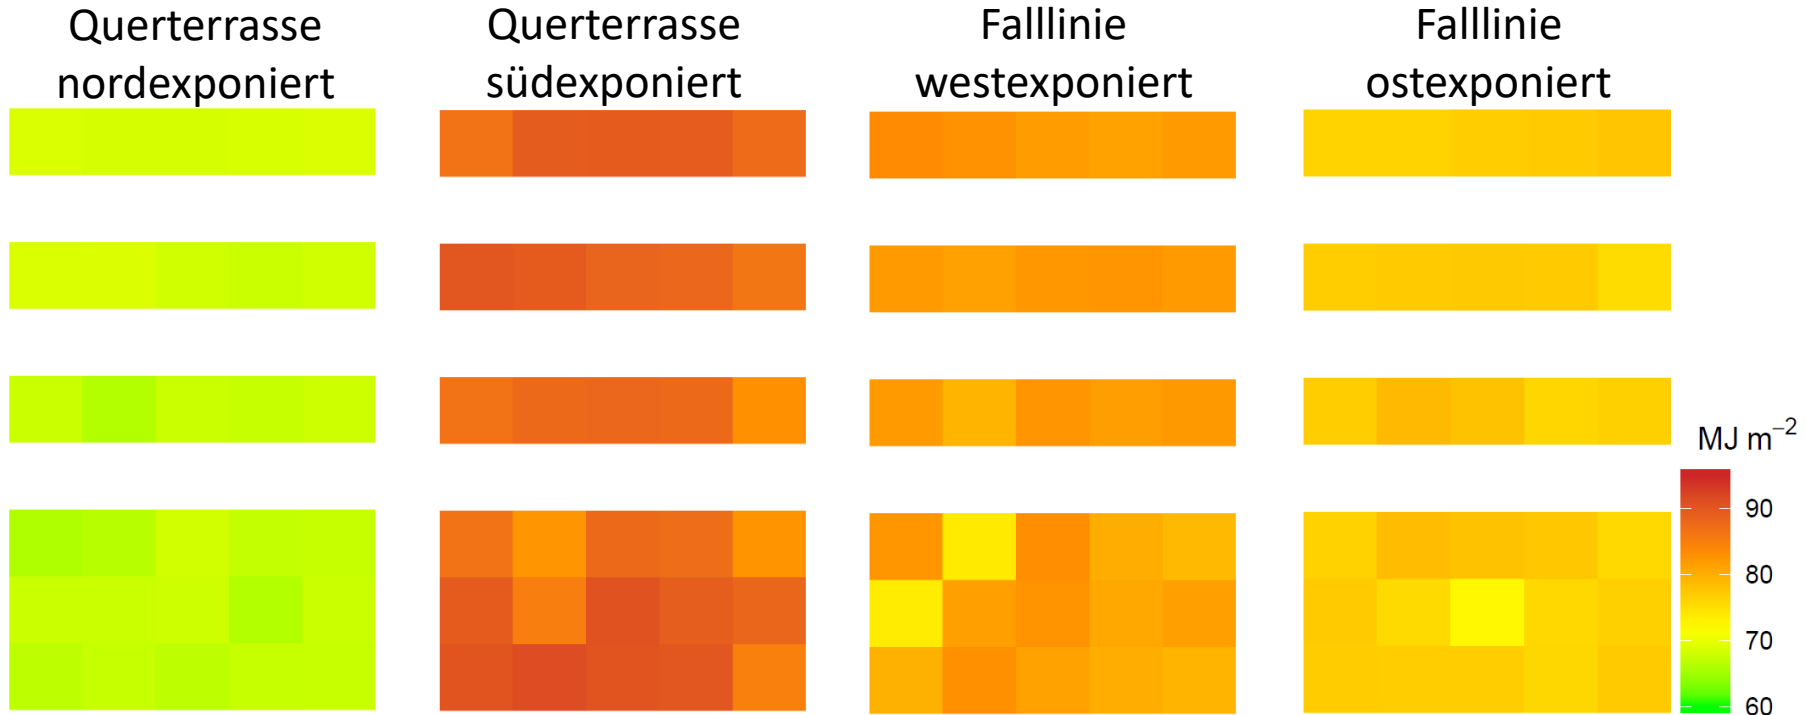 Querterrasse
nordexponiert
Querterrasse
südexponiert
Falllinie
westexponiert
Falllinie
ostexponiert
MJ m⁻²
90
80
70
60